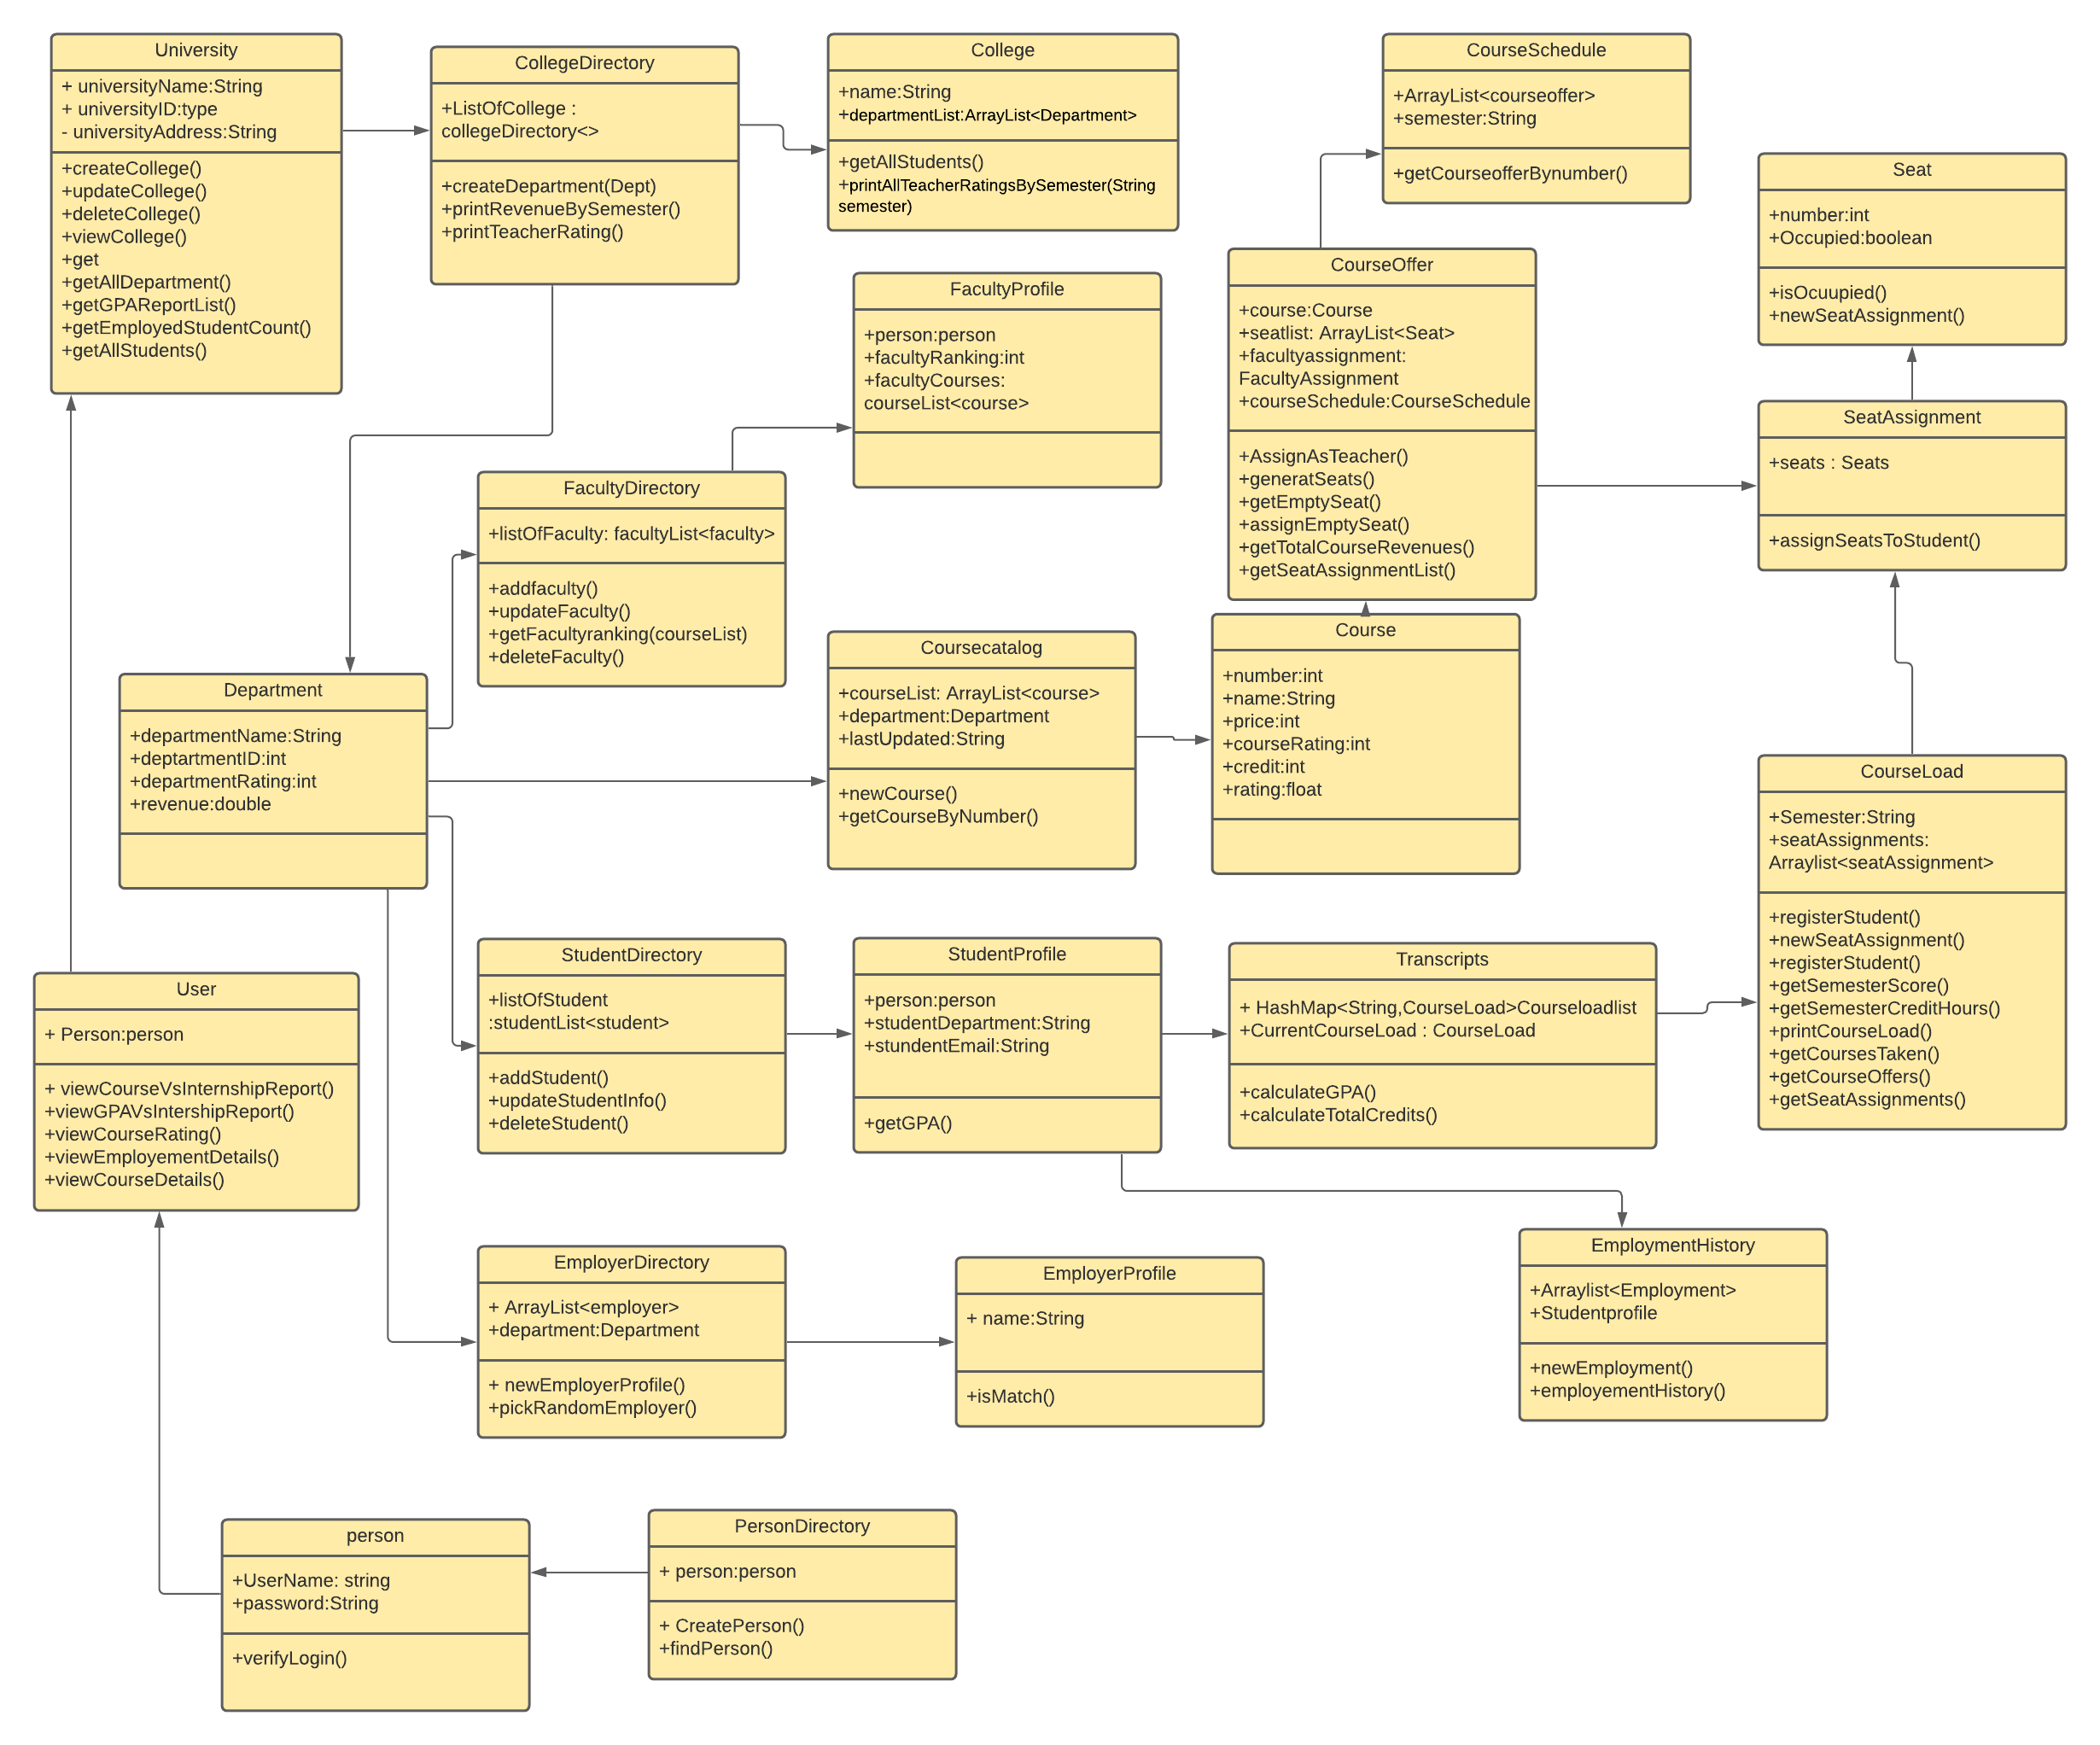 University
+ universityName:String
+ universityID:type
- universityAddress:String
+createCollege()
+updateCollege()
+deleteCollege()
+viewCollege()
+get
+getAllDepartment()
+getGPAReportList()
+getEmployedStudentCount()
+getAllStudents()
CollegeDirectory
+ListOfCollege :
collegeDirectory<>
+createDepartment(Dept)
+printRevenueBySemester()
+printTeacherRating()
College
+name:String
+departmentList:ArrayList<Department>
+getAllStudents()
+printAllTeacherRatingsBySemester(String
semester)
CourseSchedule
+ArrayList<courseoffer>
+semester:String
+getCourseofferBynumber()
Seat
+number:int
+Occupied:boolean
+isOcuupied()
+newSeatAssignment()
FacultyProfile
+person:person
+facultyRanking:int
+facultyCourses:
courseList<course>
CourseOffer
+course:Course
+seatlist: ArrayList<Seat>
+facultyassignment:
FacultyAssignment
+courseSchedule:CourseSchedule
+AssignAsTeacher()
+generatSeats()
+getEmptySeat()
+assignEmptySeat()
+getTotalCourseRevenues()
+getSeatAssignmentList()
SeatAssignment
+seats : Seats
+assignSeatsToStudent()
FacultyDirectory
+listOfFaculty: facultyList<faculty>
+addfaculty()
+updateFaculty()
+getFacultyranking(courseList)
+deleteFaculty()
Department
+departmentName:String
+deptartmentID:int
+departmentRating:int
+revenue:double
Coursecatalog
+courseList: ArrayList<course>
+department:Department
+lastUpdated:String
+newCourse()
+getCourseByNumber()
Course
+number:int
+name:String
+price:int
+courseRating:int
+credit:int
+rating:float
CourseLoad
+Semester:String
+seatAssignments:
Arraylist<seatAssignment>
+registerStudent()
+newSeatAssignment()
+registerStudent()
+getSemesterScore()
+getSemesterCreditHours()
+printCourseLoad()
+getCoursesTaken()
+getCourseOffers()
+getSeatAssignments()
User
+ Person:person
+ viewCourseVsInternshipReport()
+viewGPAVsIntershipReport()
+viewCourseRating()
+viewEmployementDetails()
+viewCourseDetails()
StudentDirectory
+listOfStudent
:studentList<student>
+addStudent()
+updateStudentInfo()
+deleteStudent()
StudentProfile
+person:person
+studentDepartment:String
+stundentEmail:String
+getGPA()
Transcripts
+ HashMap<String,CourseLoad>Courseloadlist
+CurrentCourseLoad : CourseLoad
+calculateGPA()
+calculateTotalCredits()
EmployerDirectory
+ ArrayList<employer>
+department:Department
+ newEmployerProfile()
+pickRandomEmployer()
EmployerProfile
+ name:String
+isMatch()
EmploymentHistory
+Arraylist<Employment>
+Studentprofile
+newEmployment()
+employementHistory()
person
+UserName: string
+password:String
+verifyLogin()
PersonDirectory
+ person:person
+ CreatePerson()
+findPerson()